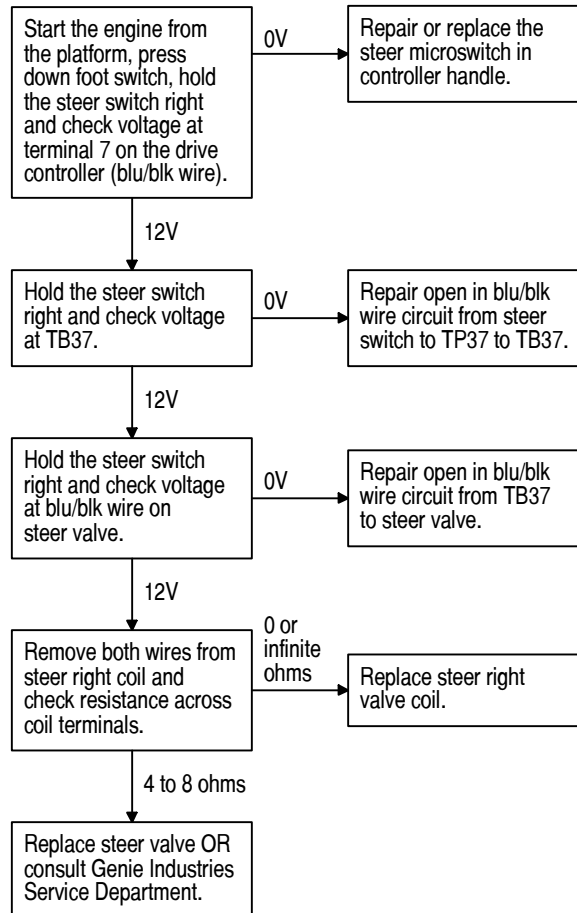 Start the engine from
the platform, press
down foot switch, hold
the steer switch right
and check voltage at
terminal 7 on the drive
controller (blu/blk wire).
0V
Repair or replace the
steer microswitch in
controller handle.
12V
Hold the steer switch
right and check voltage
at TB37.
0V
Repair open in blu/blk
wire circuit from steer
switch to TP37 to TB37.
12V
Hold the steer switch
right and check voltage
at blu/blk wire on
steer valve.
0V
Repair open in blu/blk
wire circuit from TB37
to steer valve.
12V
Remove both wires from
steer right coil and
check resistance across
coil terminals.
0 or
infinite
ohms
Replace steer right
valve coil.
4 to 8 ohms
Replace steer valve OR
consult Genie Industries
Service Department.